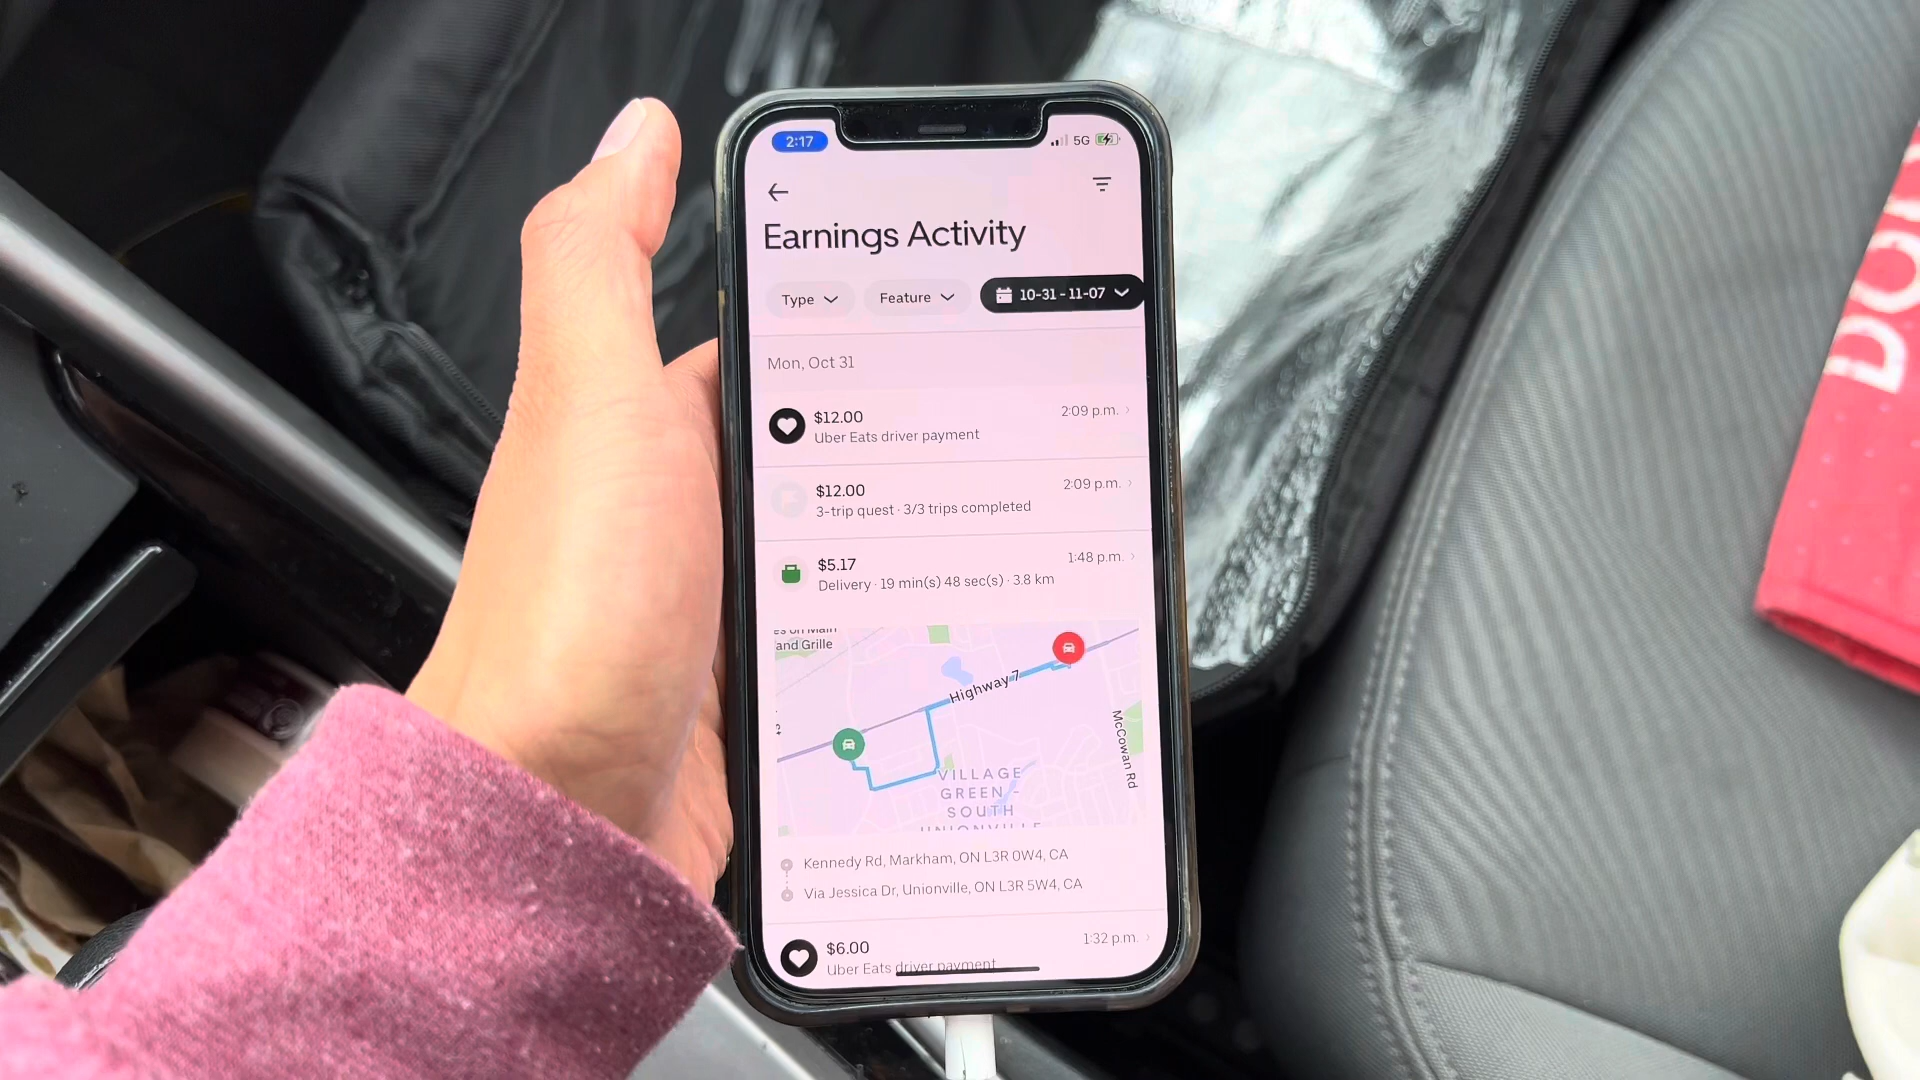 2:17
5G
Earnings Activity
Type
Feature
10-31 - 11-07
Mon, Oct 31
$12.00
2:09 p.m.
Uber Eats driver payment
$12.00
2:09 p.m.
3-trip quest · 3/3 trips completed
$5.17
1:48 p.m.
Delivery · 19 min(s) 48 sec(s) · 3.8 km
on Main
and Grille
Highway 7
McCowan Rd
VILLAGE
GREEN -
SOUTH
UNIONVILLE
Kennedy Rd, Markham, ON L3R 0W4, CA
Via Jessica Dr, Unionville, ON L3R 5W4, CA
$6.00
1:32 p.m.
Uber Eats driver payment